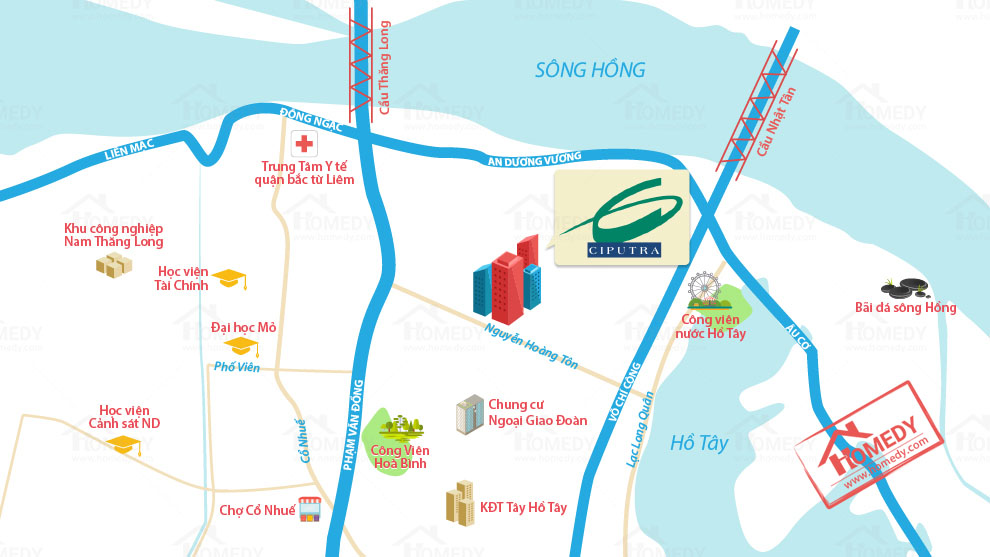 SÔNG HỒNG
Cầu Thăng Long
Cầu Nhật Tân
ĐÔNG NGẠC
LIÊN MẠC
Trung Tâm Y tế
quận bắc từ Liêm
AN DƯƠNG VƯƠNG
CIPUTRA
Khu công nghiệp
Nam Thăng Long
Học viện
Tài Chính
Đại học Mỏ
Phố Viên
Nguyễn Hoàng Tôn
Công viên
nước Hồ Tây
Bãi đá sông Hồng
ÂU CƠ
VÕ CHÍ CÔNG
Lạc Long Quân
Học viện
Cảnh sát ND
Cổ Nhuế
PHẠM VĂN ĐỒNG
Công Viên
Hoà Bình
Chung cư
Ngoại Giao Đoàn
Hồ Tây
HOMEDY
www.homedy.com
Chợ Cổ Nhuế
KĐT Tây Hồ Tây